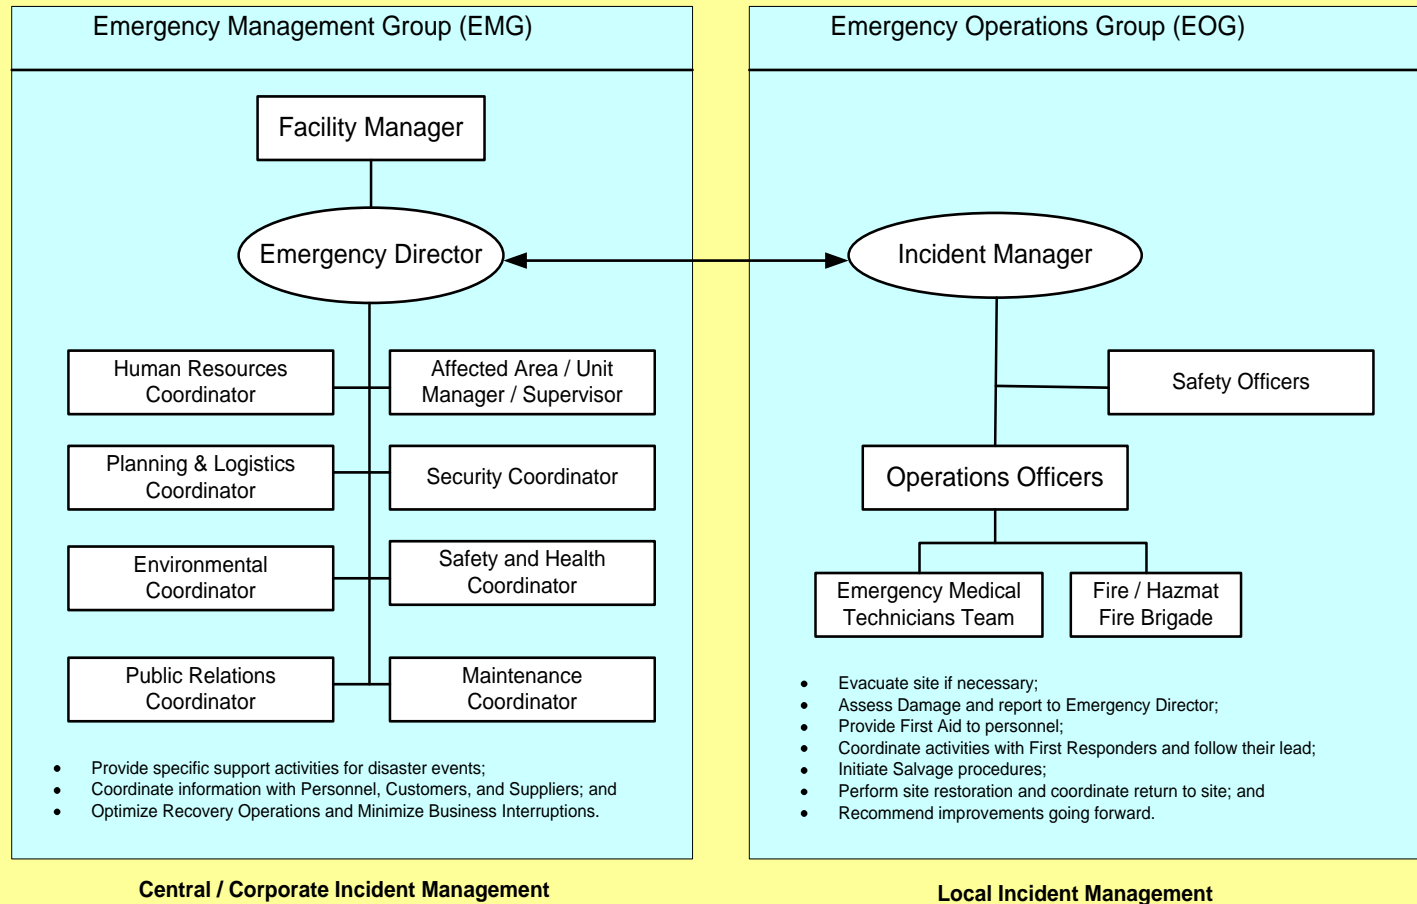 Emergency Management Group (EMG)
Facility Manager
Emergency Director
Human Resources
Coordinator
Affected Area / Unit
Manager / Supervisor
Planning & Logistics
Coordinator
Security Coordinator
Environmental
Coordinator
Safety and Health
Coordinator
Public Relations
Coordinator
Maintenance
Coordinator
• Provide specific support activities for disaster events;
• Coordinate information with Personnel, Customers, and Suppliers; and
• Optimize Recovery Operations and Minimize Business Interruptions.
Central / Corporate Incident Management
Emergency Operations Group (EOG)
Incident Manager
Safety Officers
Operations Officers
Emergency Medical
Technicians Team
Fire / Hazmat
Fire Brigade
• Evacuate site if necessary;
• Assess Damage and report to Emergency Director;
• Provide First Aid to personnel;
• Coordinate activities with First Responders and follow their lead;
• Initiate Salvage procedures;
• Perform site restoration and coordinate return to site; and
• Recommend improvements going forward.
Local Incident Management